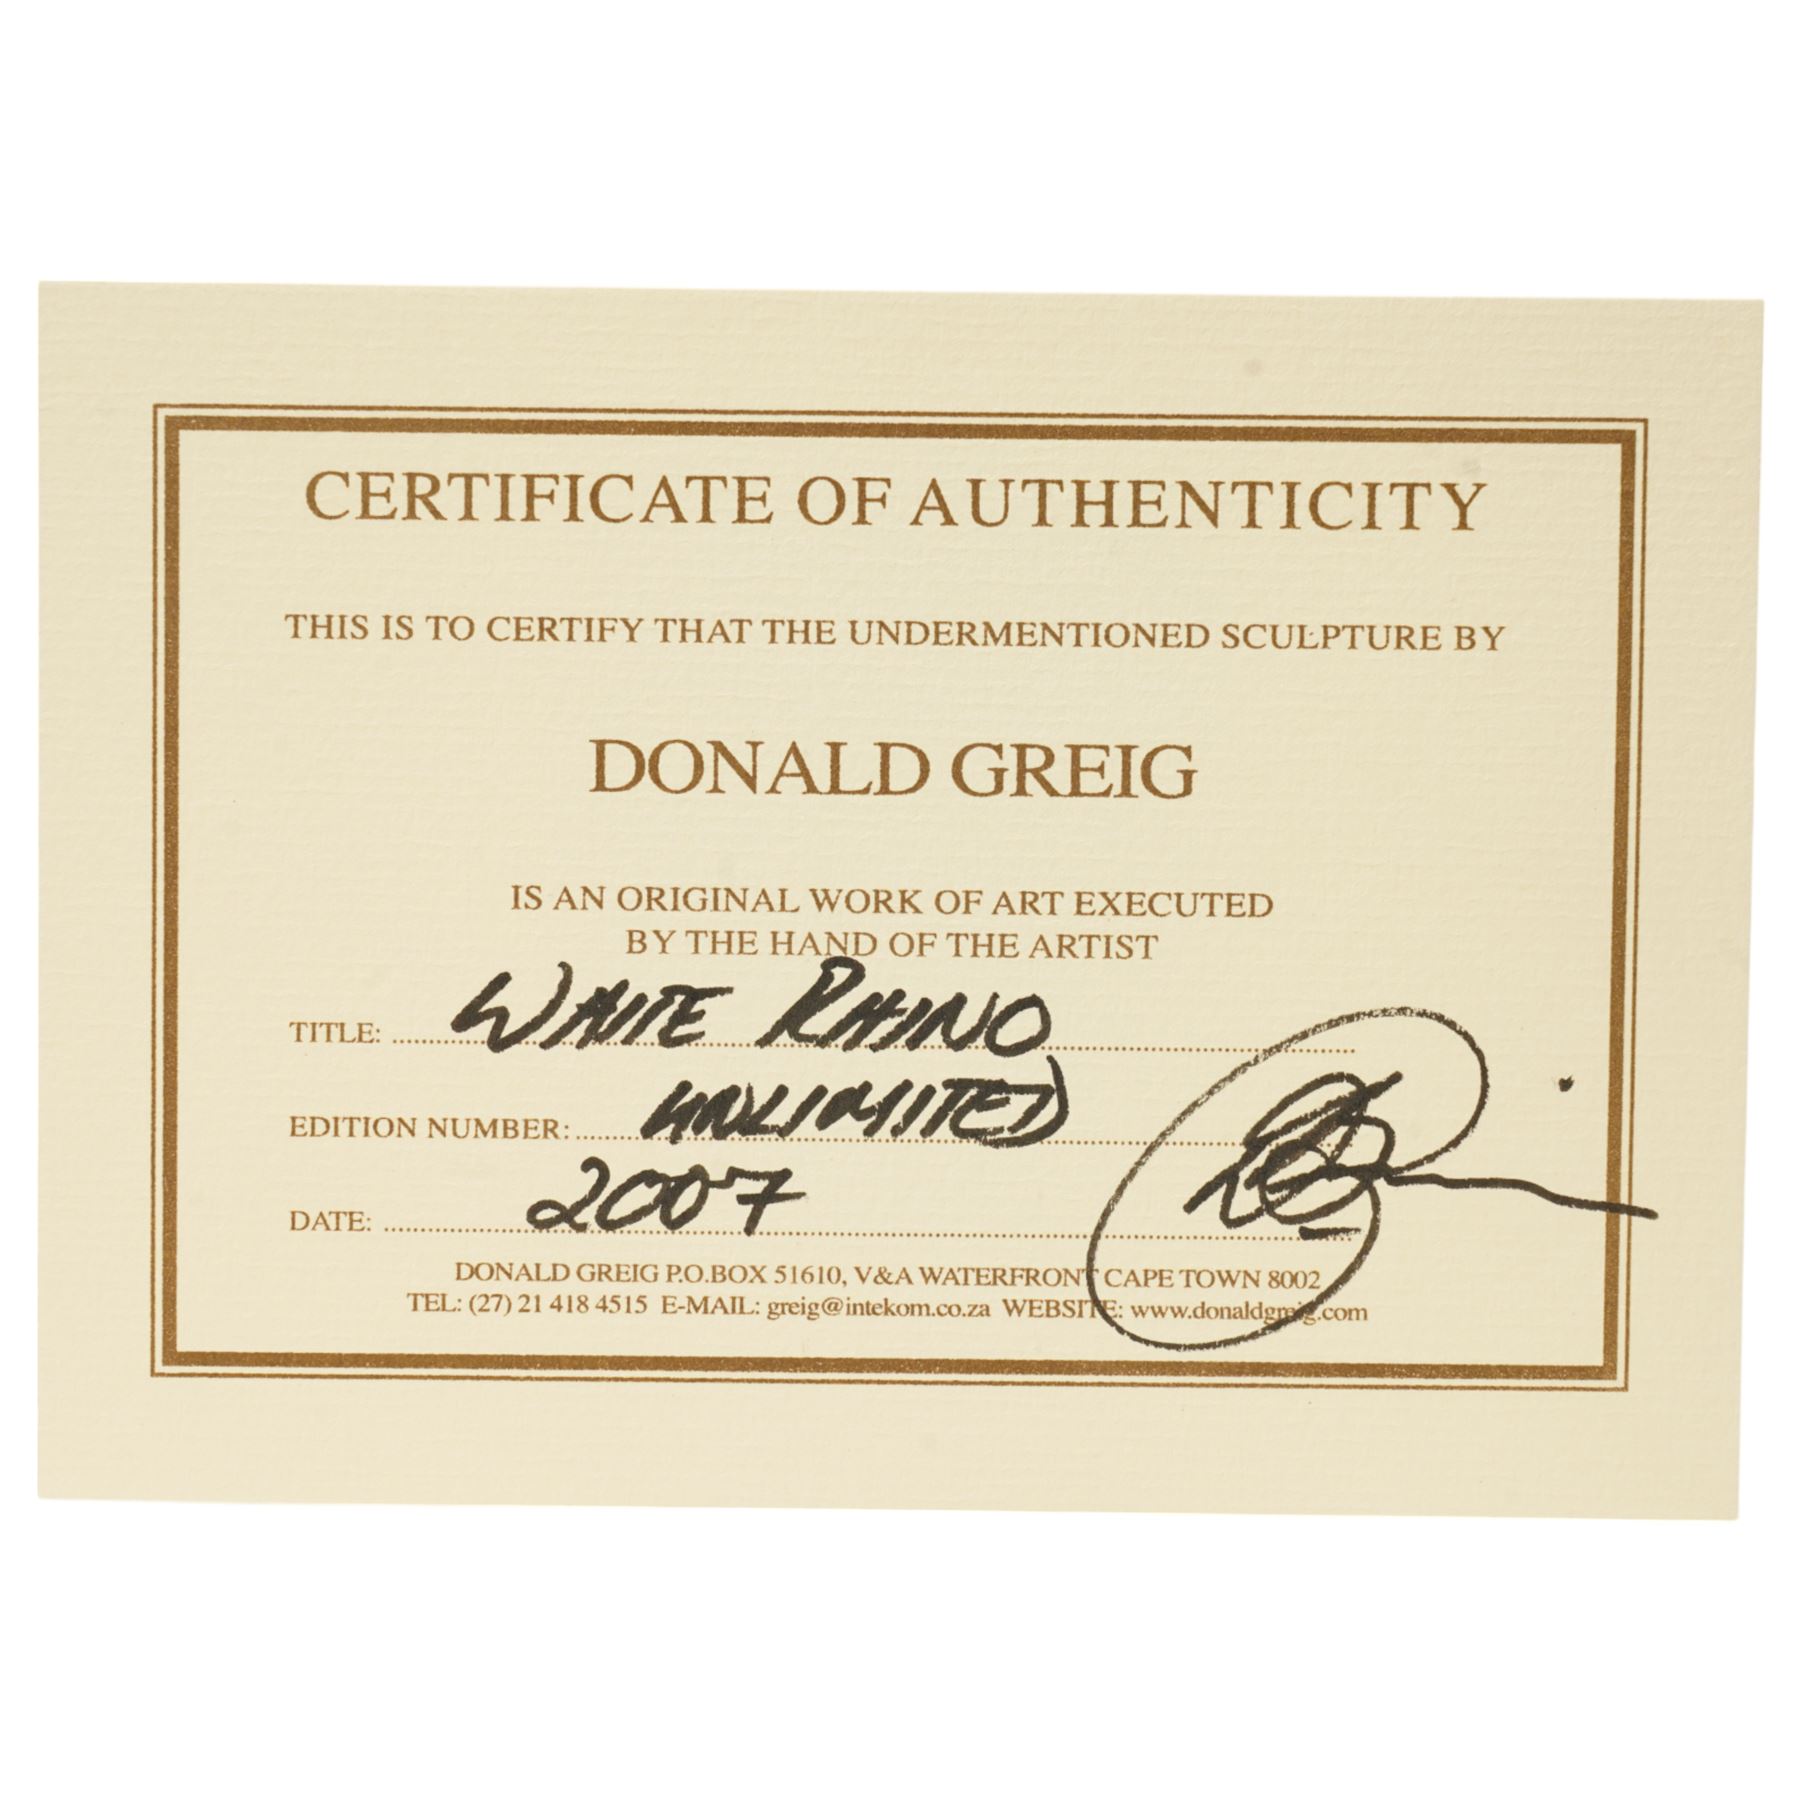 CERTIFICATE OF AUTHENTICITY
THIS IS TO CERTIFY THAT THE UNDERMENTIONED SCULPTURE BY
DONALD GREIG
IS AN ORIGINAL WORK OF ART EXECUTED
BY THE HAND OF THE ARTIST
TITLE: WHITE RHINO
EDITION NUMBER: UNLIMITED
DATE: 2007
DONALD GREIG P.O.BOX 51610, V&A WATERFRONT CAPE TOWN 8002
TEL: (27) 21 418 4515 E-MAIL: greig@intekom.co.za WEBSITE: www.donaldgreig.com